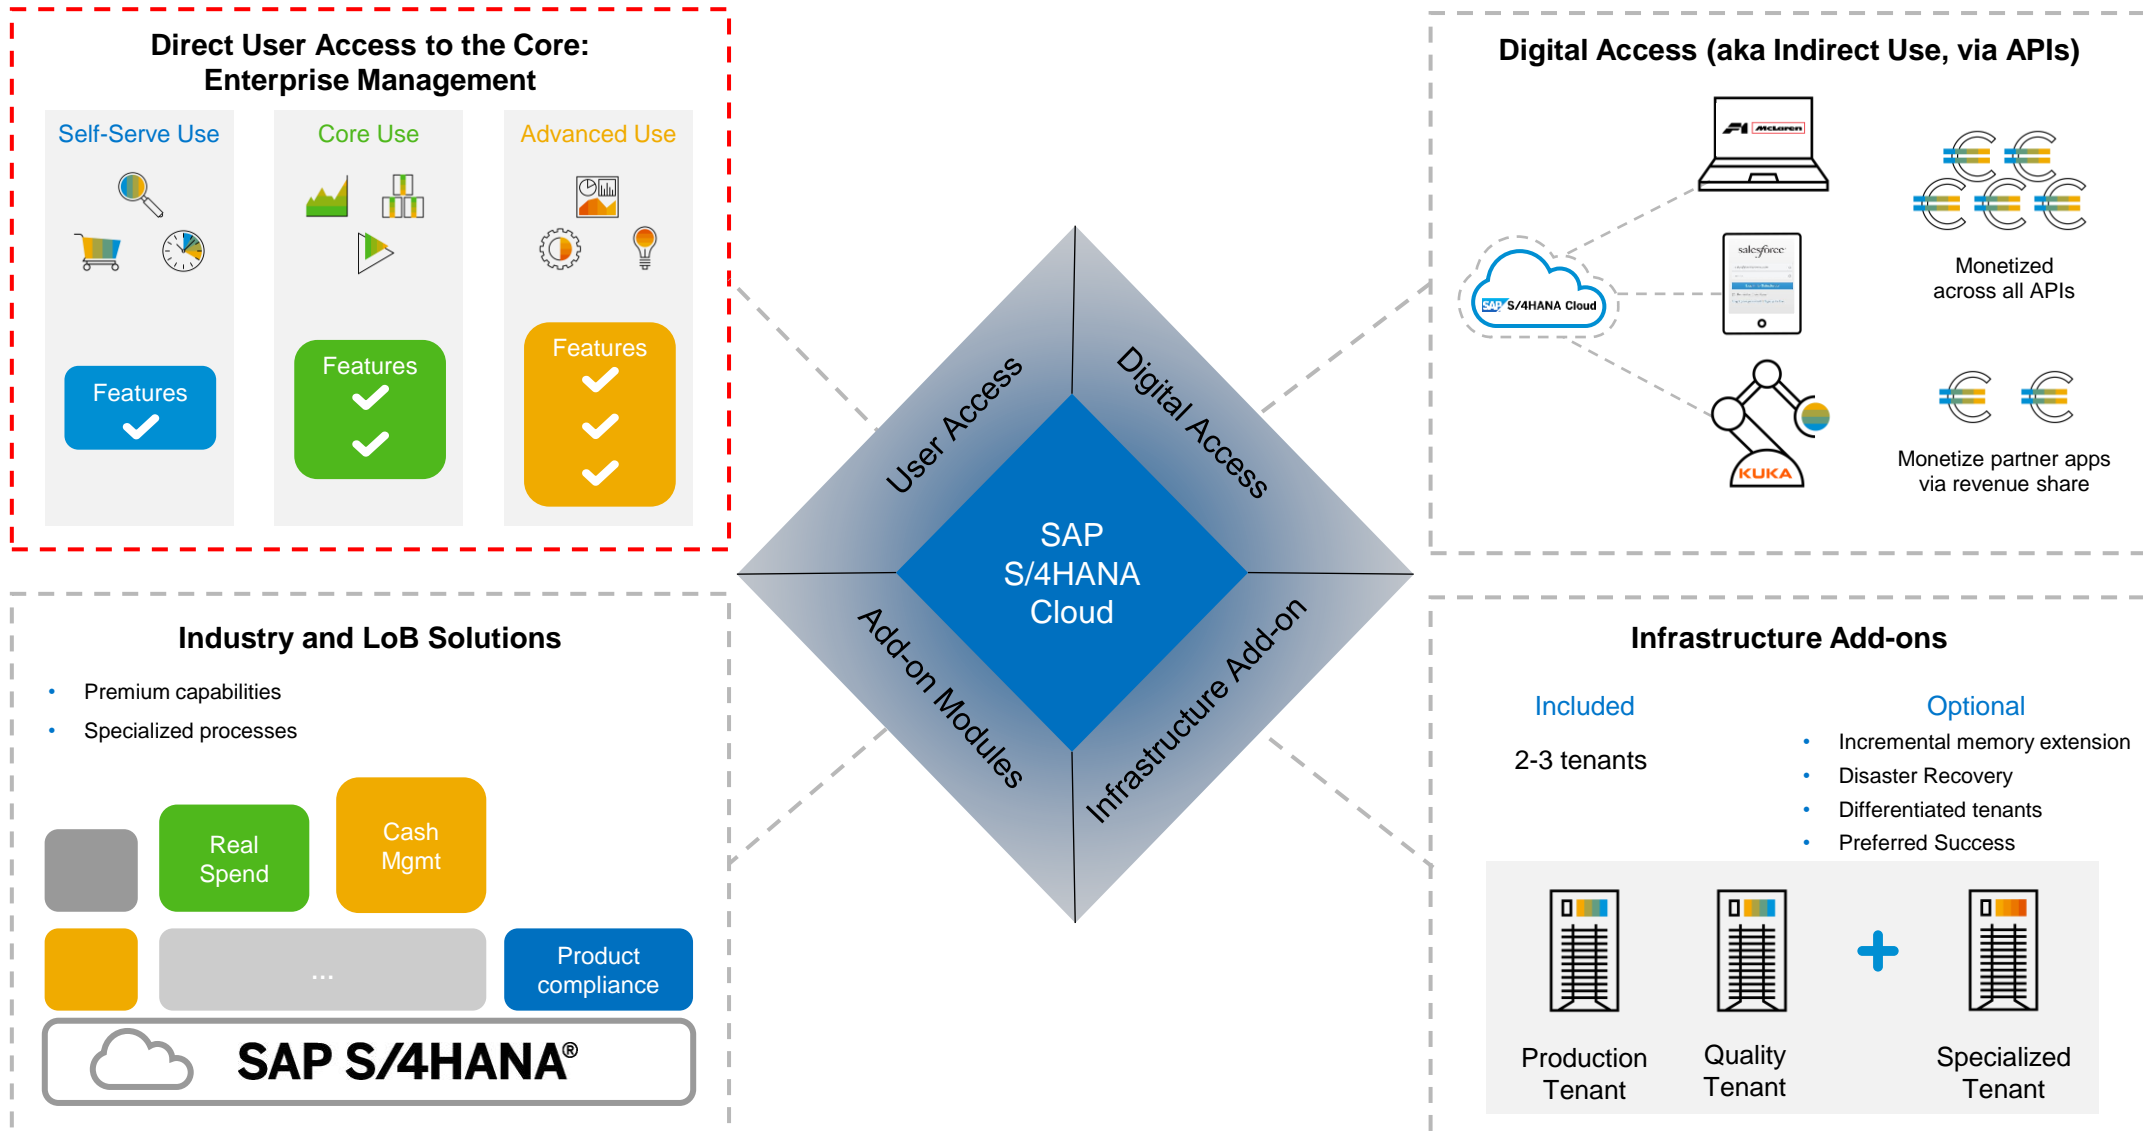 Direct User Access to the Core:
Enterprise Management
Self-Serve Use
Core Use
Advanced Use
Features
Features
Features
Digital Access (aka Indirect Use, via APIs)
McLaren
salesforce
SAP S/4HANA Cloud
KUKA
Monetized
across all APIs
Monetize partner apps
via revenue share
User Access
Digital Access
Add-on Modules
Infrastructure Add-on
SAP
S/4HANA
Cloud
Industry and LoB Solutions
• Premium capabilities
• Specialized processes
Real
Spend
Cash
Mgmt
...
Product
compliance
SAP S/4HANA®
Infrastructure Add-ons
Included
2-3 tenants
Optional
• Incremental memory extension
• Disaster Recovery
• Differentiated tenants
• Preferred Success
Production
Tenant
Quality
Tenant
Specialized
Tenant